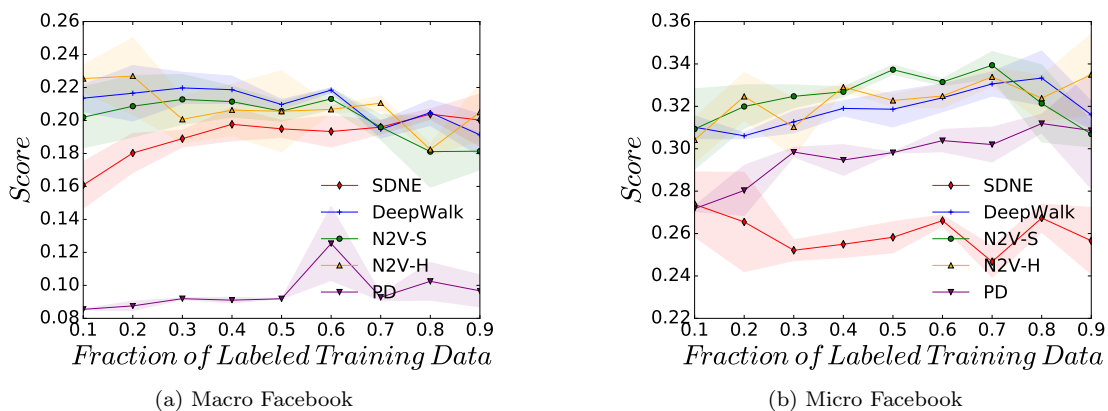 0.26
0.24
0.22
0.20
0.18
0.16
0.14
0.12
0.10
0.08
Score
SDNE
DeepWalk
N2V-S
N2V-H
PD
0.1 0.2 0.3 0.4 0.5 0.6 0.7 0.8 0.9
Fraction of Labeled Training Data
(a) Macro Facebook
0.36
0.34
0.32
0.30
0.28
0.26
0.24
0.22
Score
SDNE
DeepWalk
N2V-S
N2V-H
PD
0.1 0.2 0.3 0.4 0.5 0.6 0.7 0.8 0.9
Fraction of Labeled Training Data
(b) Micro Facebook